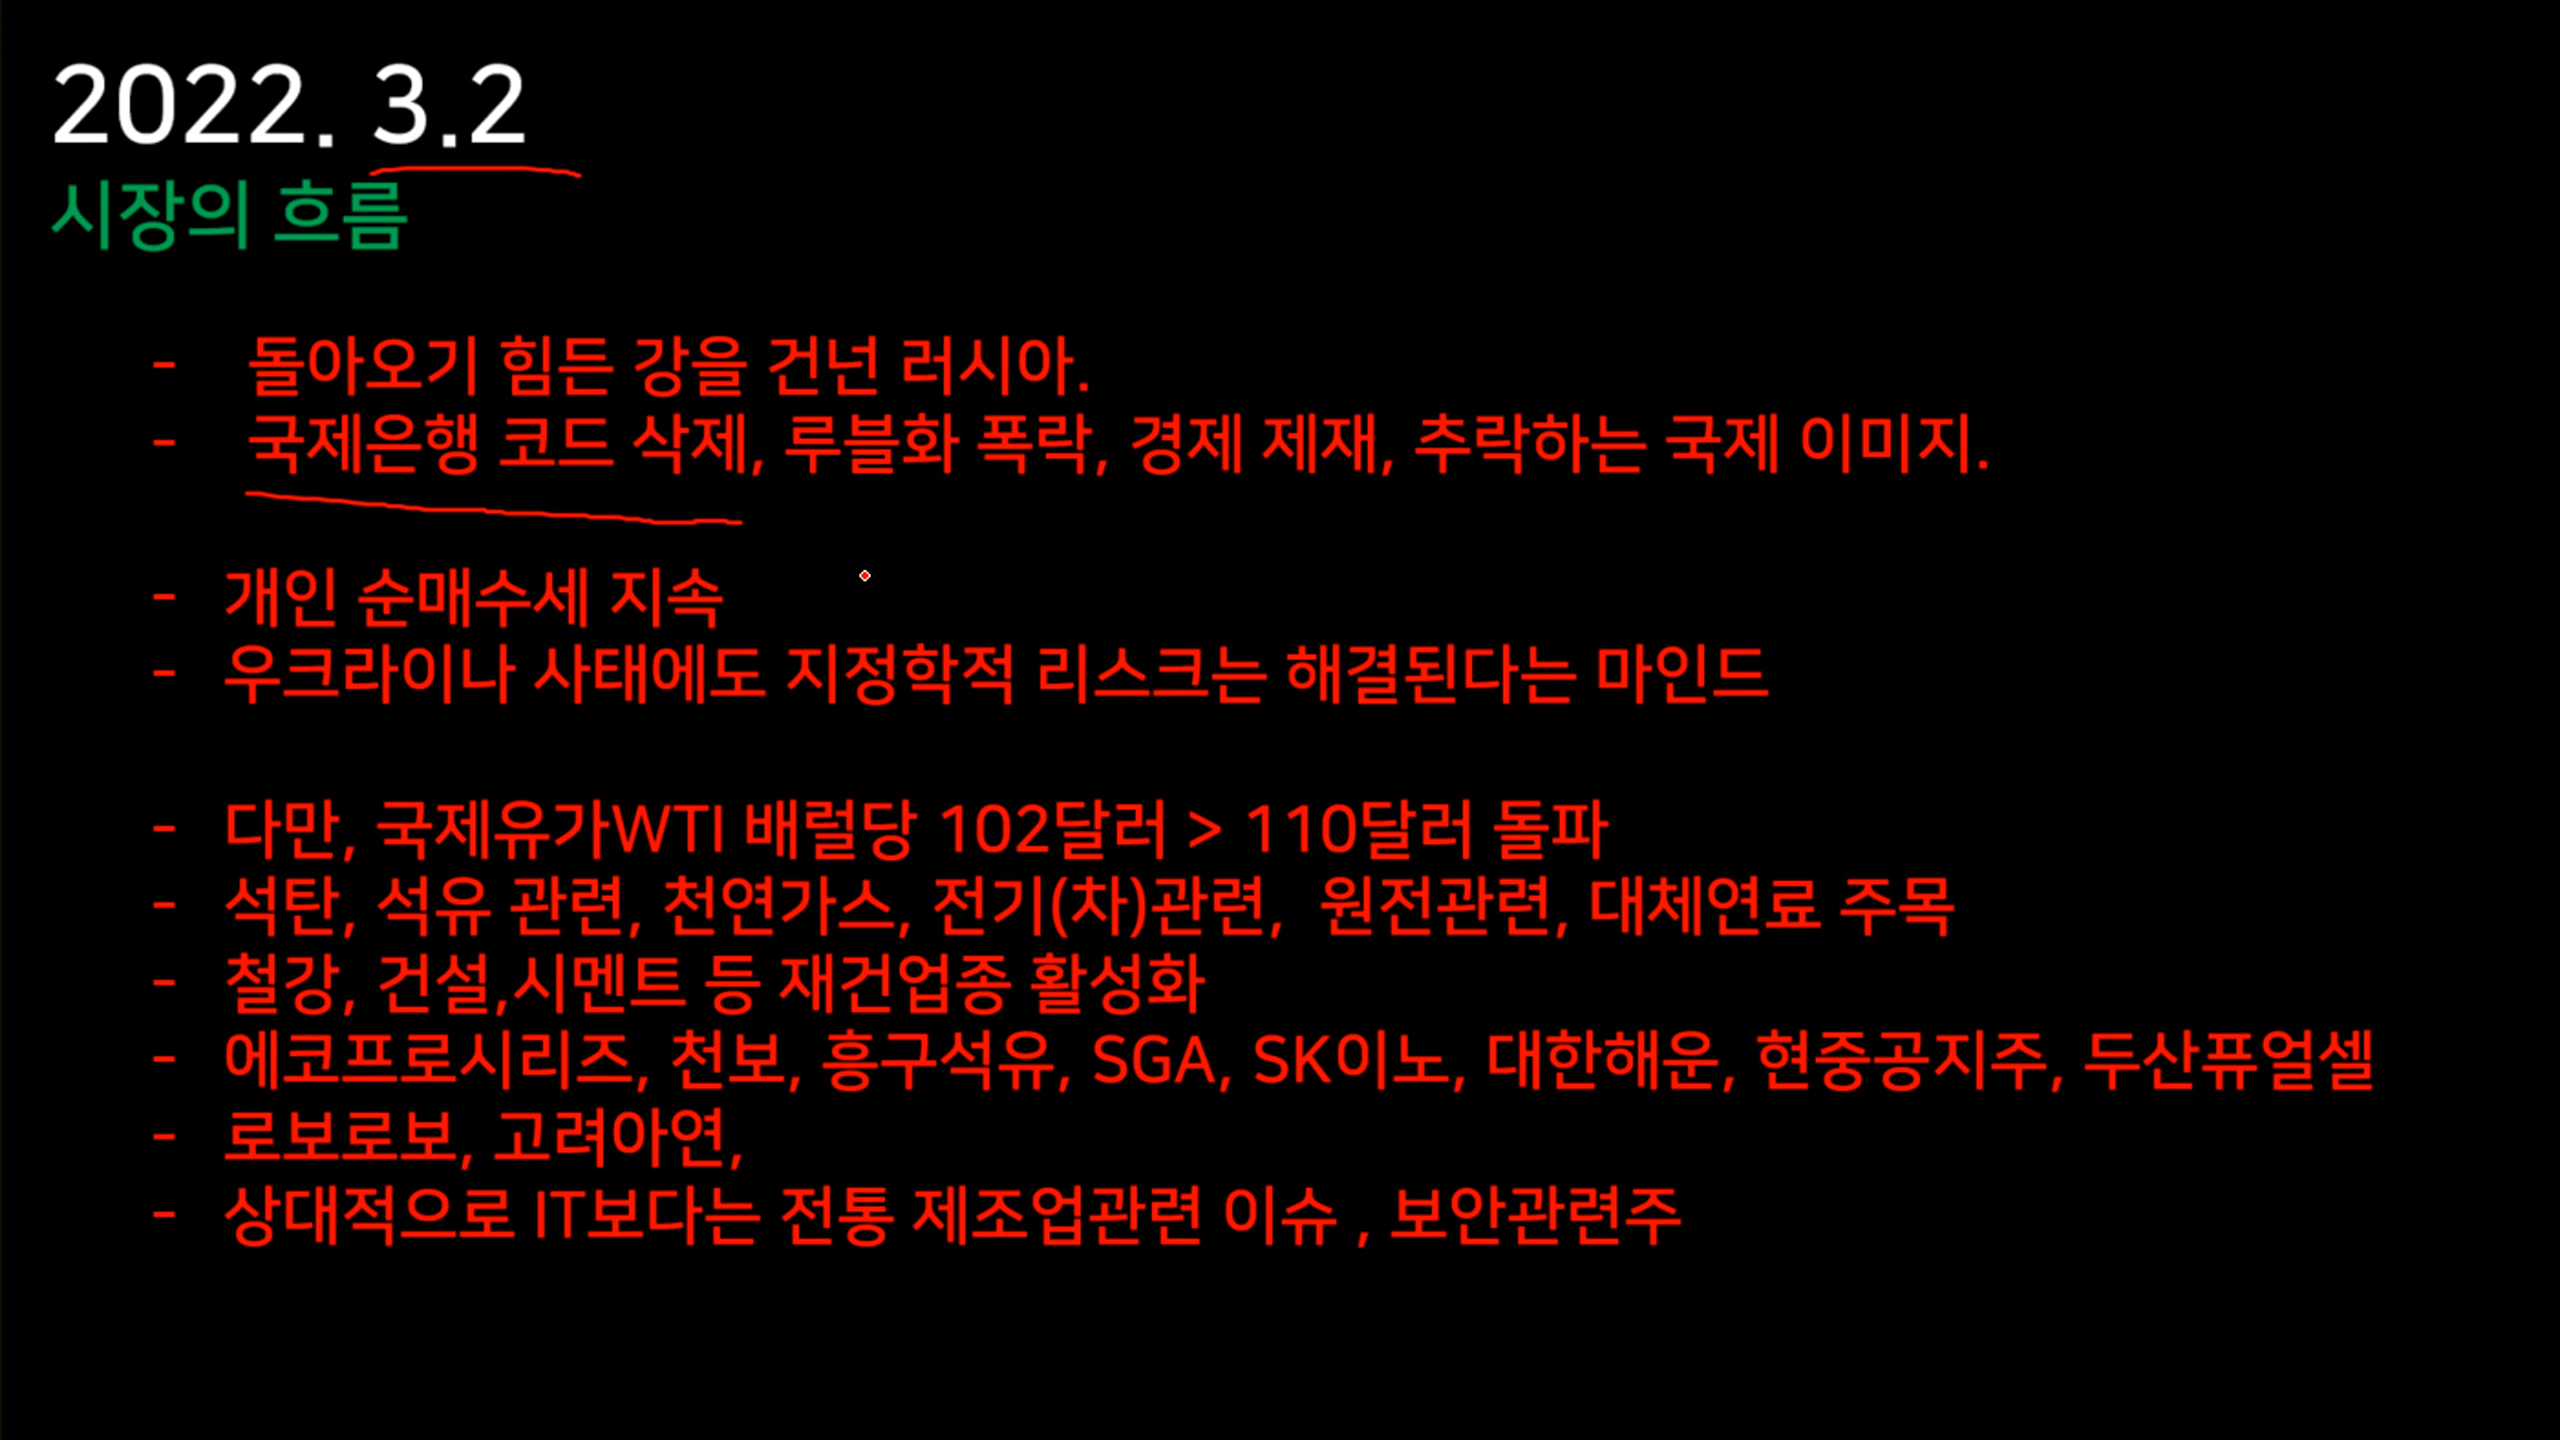 2022. 3.2
시장의 흐름
- 돌아오기 힘든 강을 건넌 러시아.
- 국제은행 코드 삭제, 루블화 폭락, 경제 제재, 추락하는 국제 이미지.
- 개인 순매수세 지속
- 우크라이나 사태에도 지정학적 리스크는 해결된다는 마인드
- 다만, 국제유가WTI 배럴당 102달러 > 110달러 돌파
- 석탄, 석유 관련, 천연가스, 전기(차)관련, 원전관련, 대체연료 주목
- 철강, 건설,시멘트 등 재건업종 활성화
- 에코프로시리즈, 천보, 흥구석유, SGA, SK이노, 대한해운, 현중공지주, 두산퓨얼셀
- 로보로보, 고려아연,
- 상대적으로 IT보다는 전통 제조업관련 이슈 , 보안관련주